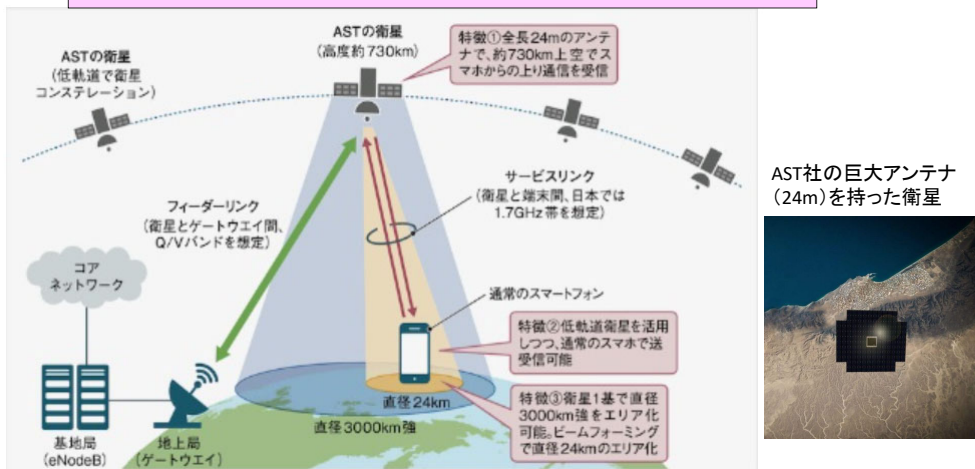 ASTの衛星
(低軌道で衛星
コンステレーション)
ASTの衛星
(高度約730km)
特徴①全長24mのアンテ
ナで、約730km上空でス
マホからの上り通信を受信
サービスリンク
(衛星と端末間、日本では
1.7GHz帯を想定)
フィーダーリンク
(衛星とゲートウエイ間、
Q/Vバンドを想定)
コア
ネットワーク
通常のスマートフォン
特徴②低軌道衛星を活用
しつつ、通常のスマホで送
受信可能
特徴③衛星1基で直径
3000km強をエリア化
可能。ビームフォーミング
で直径24kmのエリア化
直径24km
直径3000km強
基地局
(eNodeB)
地上局
(ゲートウエイ)
AST社の巨大アンテナ
(24m)を持った衛星